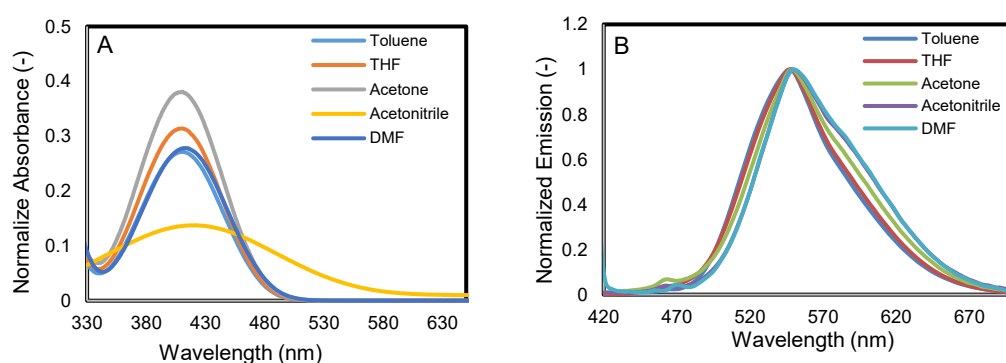 A
Normalize Absorbance (-)
0.5
0.4
0.3
0.2
0.1
0
330 380 430 480 530 580 630
Wavelength (nm)
Toluene
THF
Acetone
Acetonitrile
DMF
B
Normalized Emission (-)
1.2
1
0.8
0.6
0.4
0.2
0
420 470 520 570 620 670
Wavelength (nm)
Toluene
THF
Acetone
Acetonitrile
DMF